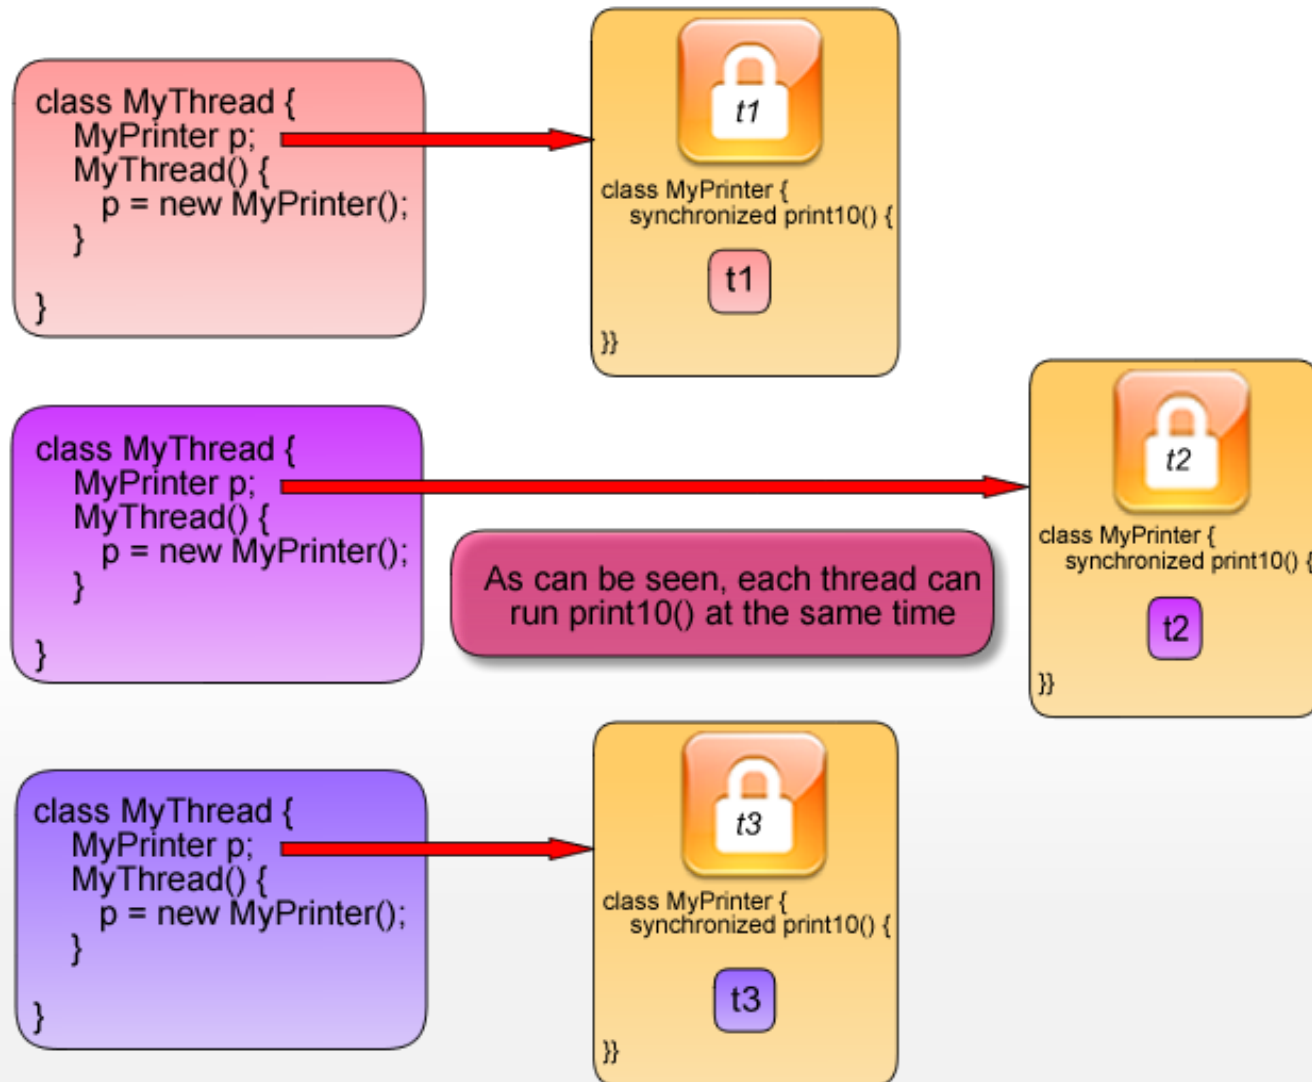 class MyThread {
MyPrinter p;
MyThread() {
p = new MyPrinter();
}
}
t1
class MyPrinter {
synchronized print10() {
t1
}}
class MyThread {
MyPrinter p;
MyThread() {
p = new MyPrinter();
}
}
As can be seen, each thread can
run print10() at the same time
t2
class MyPrinter {
synchronized print10() {
t2
}}
class MyThread {
MyPrinter p;
MyThread() {
p = new MyPrinter();
}
}
t3
class MyPrinter {
synchronized print10() {
t3
}}